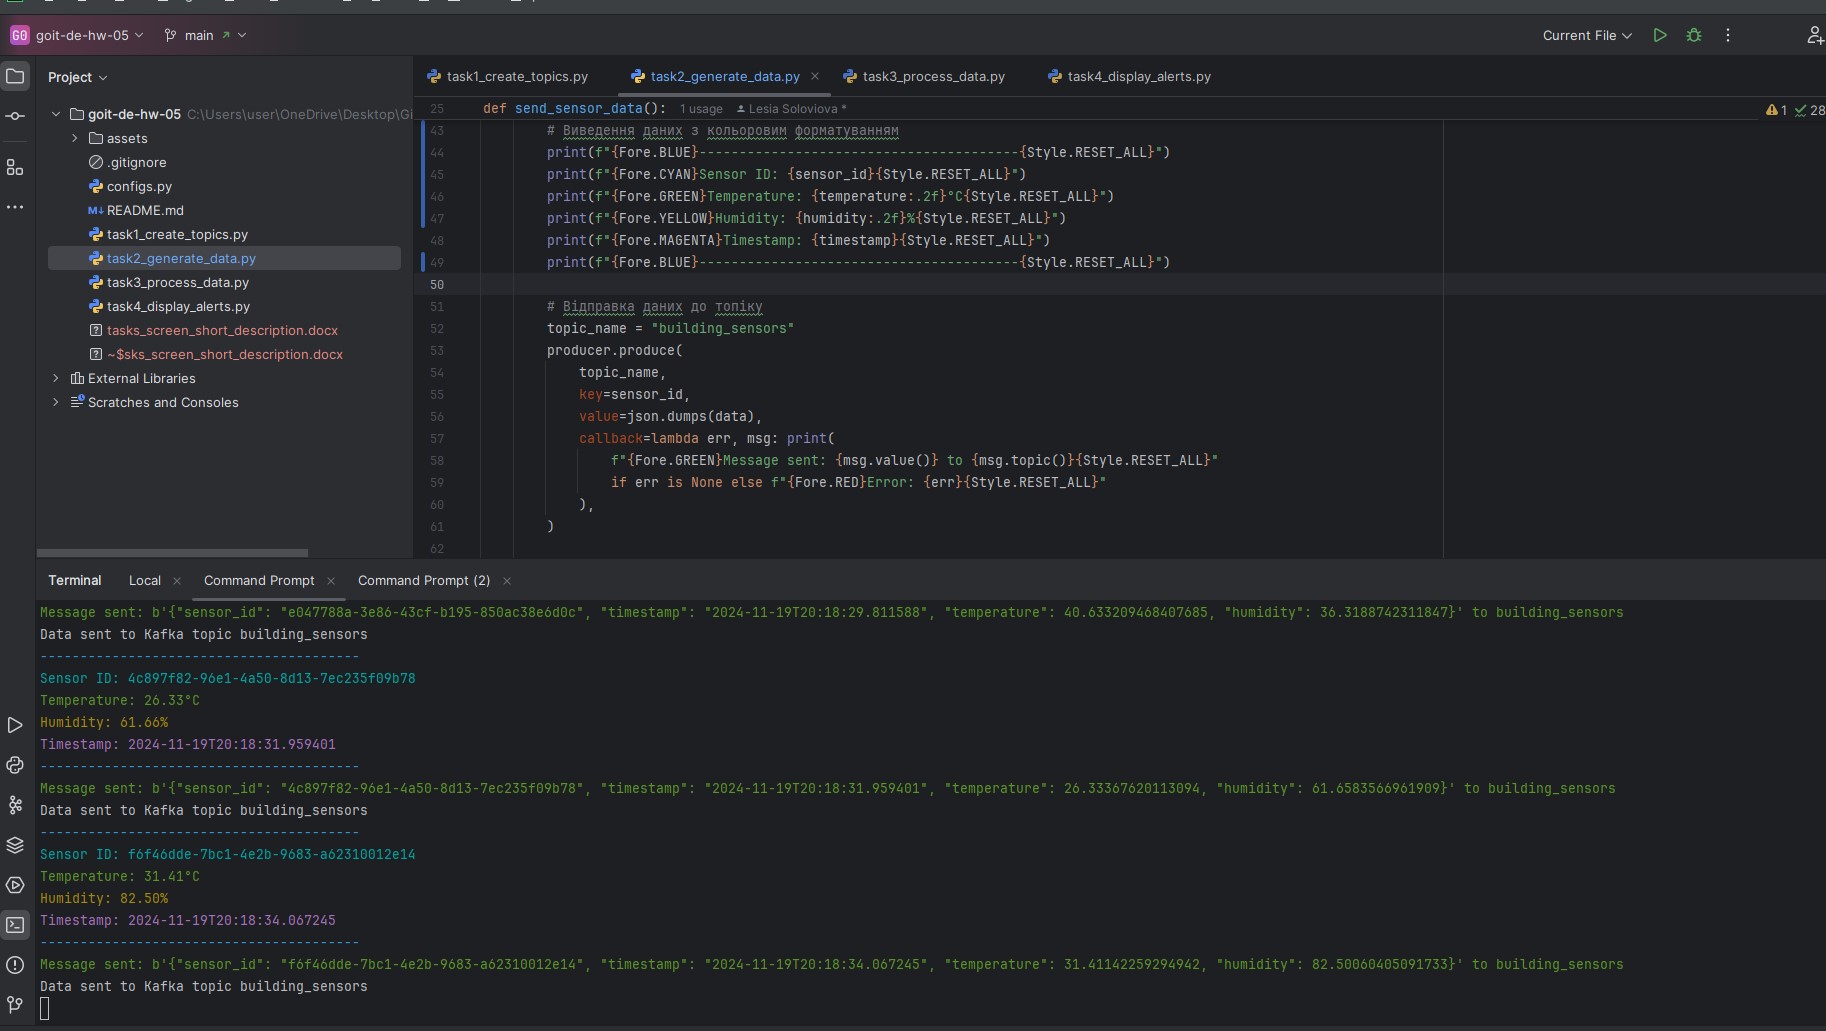 GO goit-de-hw-05 main Current File
Project
goit-de-hw-05 C:\Users\user\OneDrive\Desktop\Gi
assets
.gitignore
configs.py
M↓ README.md
task1_create_topics.py
task2_generate_data.py
task3_process_data.py
task4_display_alerts.py
tasks_screen_short_description.docx
~$sks_screen_short_description.docx
External Libraries
Scratches and Consoles
task1_create_topics.py task2_generate_data.py task3_process_data.py task4_display_alerts.py
25 def send_sensor_data(): 1 usage Lesia Soloviova * 1 28
43 # Виведення даних з кольоровим форматуванням
44 print(f"{Fore.BLUE}----------------------------------------{Style.RESET_ALL}")
45 print(f"{Fore.CYAN}Sensor ID: {sensor_id}{Style.RESET_ALL}")
46 print(f"{Fore.GREEN}Temperature: {temperature:.2f}°C{Style.RESET_ALL}")
47 print(f"{Fore.YELLOW}Humidity: {humidity:.2f}%{Style.RESET_ALL}")
48 print(f"{Fore.MAGENTA}Timestamp: {timestamp}{Style.RESET_ALL}")
49 print(f"{Fore.BLUE}----------------------------------------{Style.RESET_ALL}")
50
51 # Відправка даних до топіку
52 topic_name = "building_sensors"
53 producer.produce(
54 topic_name,
55 key=sensor_id,
56 value=json.dumps(data),
57 callback=lambda err, msg: print(
58 f"{Fore.GREEN}Message sent: {msg.value()} to {msg.topic()}{Style.RESET_ALL}"
59 if err is None else f"{Fore.RED}Error: {err}{Style.RESET_ALL}"
60 ),
61 )
62
Terminal Local Command Prompt Command Prompt (2)
Message sent: b'{"sensor_id": "e047788a-3e86-43cf-b195-850ac38e6d0c", "timestamp": "2024-11-19T20:18:29.811588", "temperature": 40.633209468407685, "humidity": 36.3188742311847}' to building_sensors
Data sent to Kafka topic building_sensors
----------------------------------------
Sensor ID: 4c897f82-96e1-4a50-8d13-7ec235f09b78
Temperature: 26.33°C
Humidity: 61.66%
Timestamp: 2024-11-19T20:18:31.959401
----------------------------------------
Message sent: b'{"sensor_id": "4c897f82-96e1-4a50-8d13-7ec235f09b78", "timestamp": "2024-11-19T20:18:31.959401", "temperature": 26.33367620113094, "humidity": 61.6583566961909}' to building_sensors
Data sent to Kafka topic building_sensors
----------------------------------------
Sensor ID: f6f46dde-7bc1-4e2b-9683-a62310012e14
Temperature: 31.41°C
Humidity: 82.50%
Timestamp: 2024-11-19T20:18:34.067245
----------------------------------------
Message sent: b'{"sensor_id": "f6f46dde-7bc1-4e2b-9683-a62310012e14", "timestamp": "2024-11-19T20:18:34.067245", "temperature": 31.41142259294942, "humidity": 82.50060405091733}' to building_sensors
Data sent to Kafka topic building_sensors